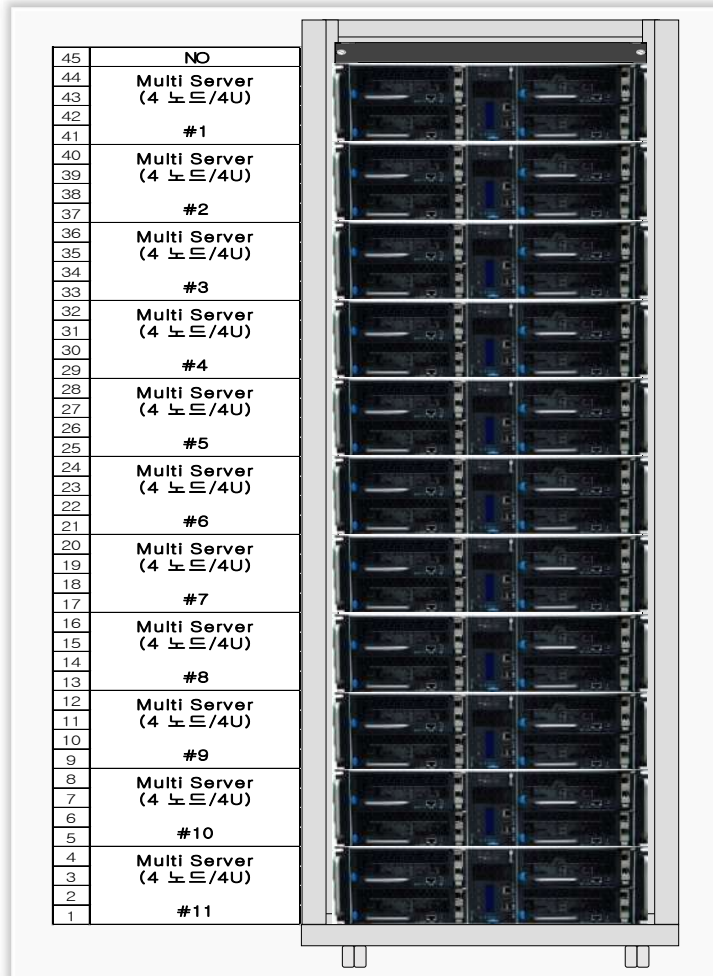 45 NO
44 Multi Server
43 (4 노드/4U)
42
41 #1
40 Multi Server
39 (4 노드/4U)
38
37 #2
36 Multi Server
35 (4 노드/4U)
34
33 #3
32 Multi Server
31 (4 노드/4U)
30
29 #4
28 Multi Server
27 (4 노드/4U)
26
25 #5
24 Multi Server
23 (4 노드/4U)
22
21 #6
20 Multi Server
19 (4 노드/4U)
18
17 #7
16 Multi Server
15 (4 노드/4U)
14
13 #8
12 Multi Server
11 (4 노드/4U)
10
9 #9
8 Multi Server
7 (4 노드/4U)
6
5 #10
4 Multi Server
3 (4 노드/4U)
2
1 #11